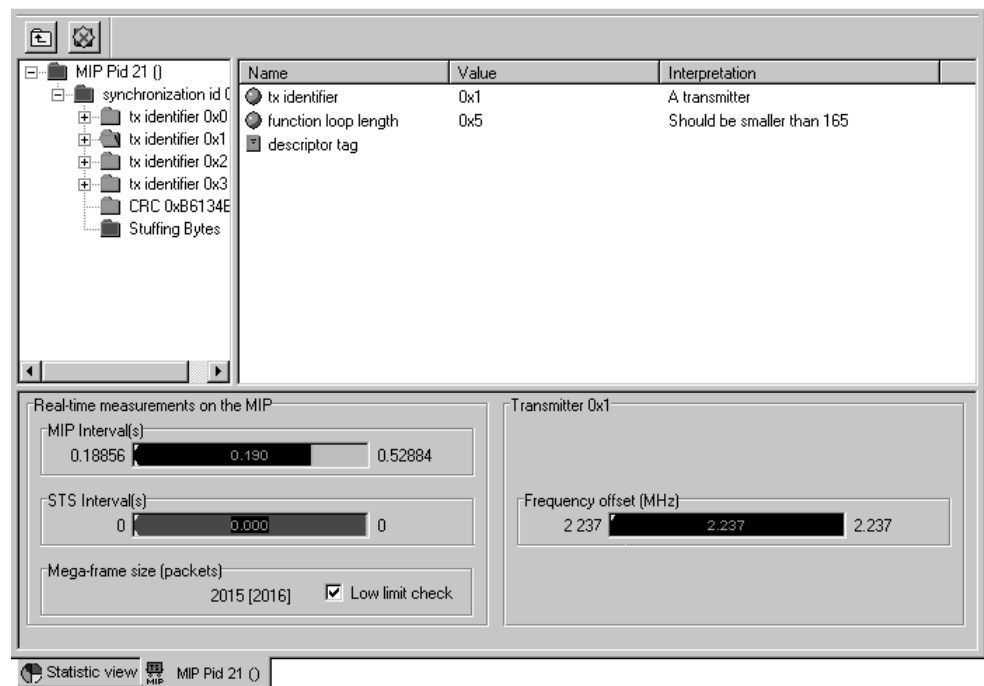 MIP Pid 21 ()
synchronization id 0
tx identifier 0x0
tx identifier 0x1
tx identifier 0x2
tx identifier 0x3
CRC 0xB6134E
Stuffing Bytes
Name Value Interpretation
tx identifier 0x1 A transmitter
function loop length 0x5 Should be smaller than 165
descriptor tag
Real-time measurements on the MIP
MIP Interval(s)
0.18856 0.190 0.52884
STS Interval(s)
0 0.000 0
Mega-frame size (packets)
2015 [2016] Low limit check
Transmitter 0x1
Frequency offset (MHz)
2 237 2.237 2.237
Statistic view TS MIP MIP Pid 21 ()